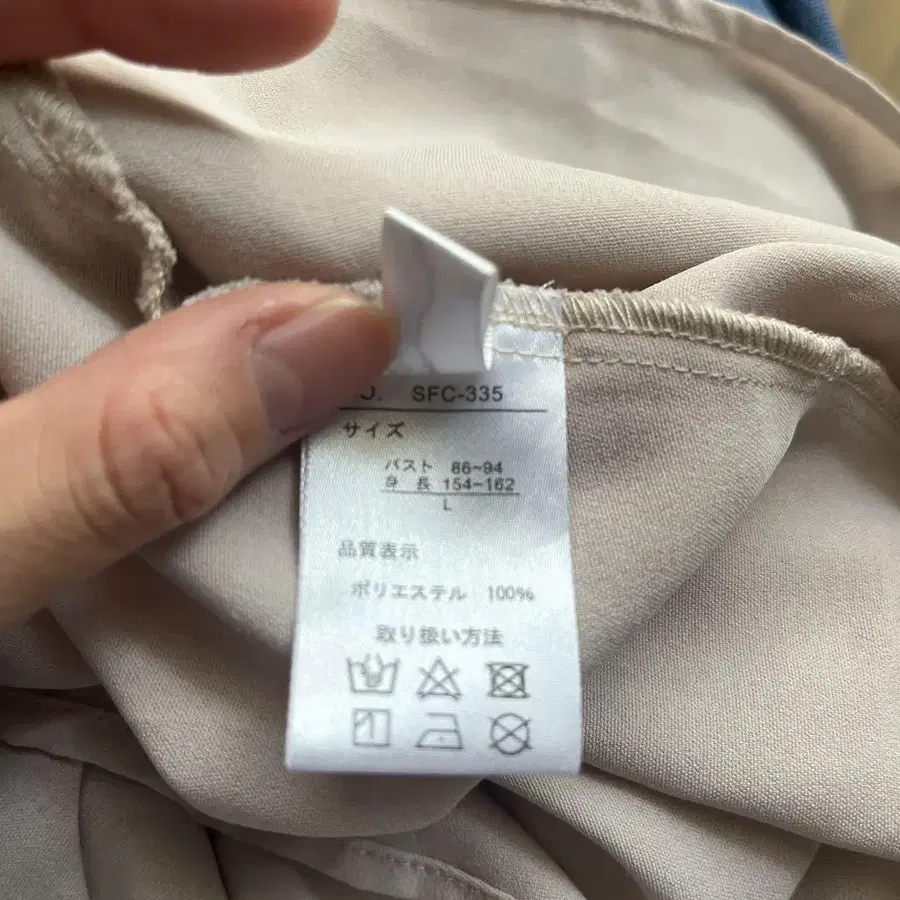 SFC-335
サイズ
バスト 86~94
身長 154~162
L
品質表示
ポリエステル 100%
取り扱い方法